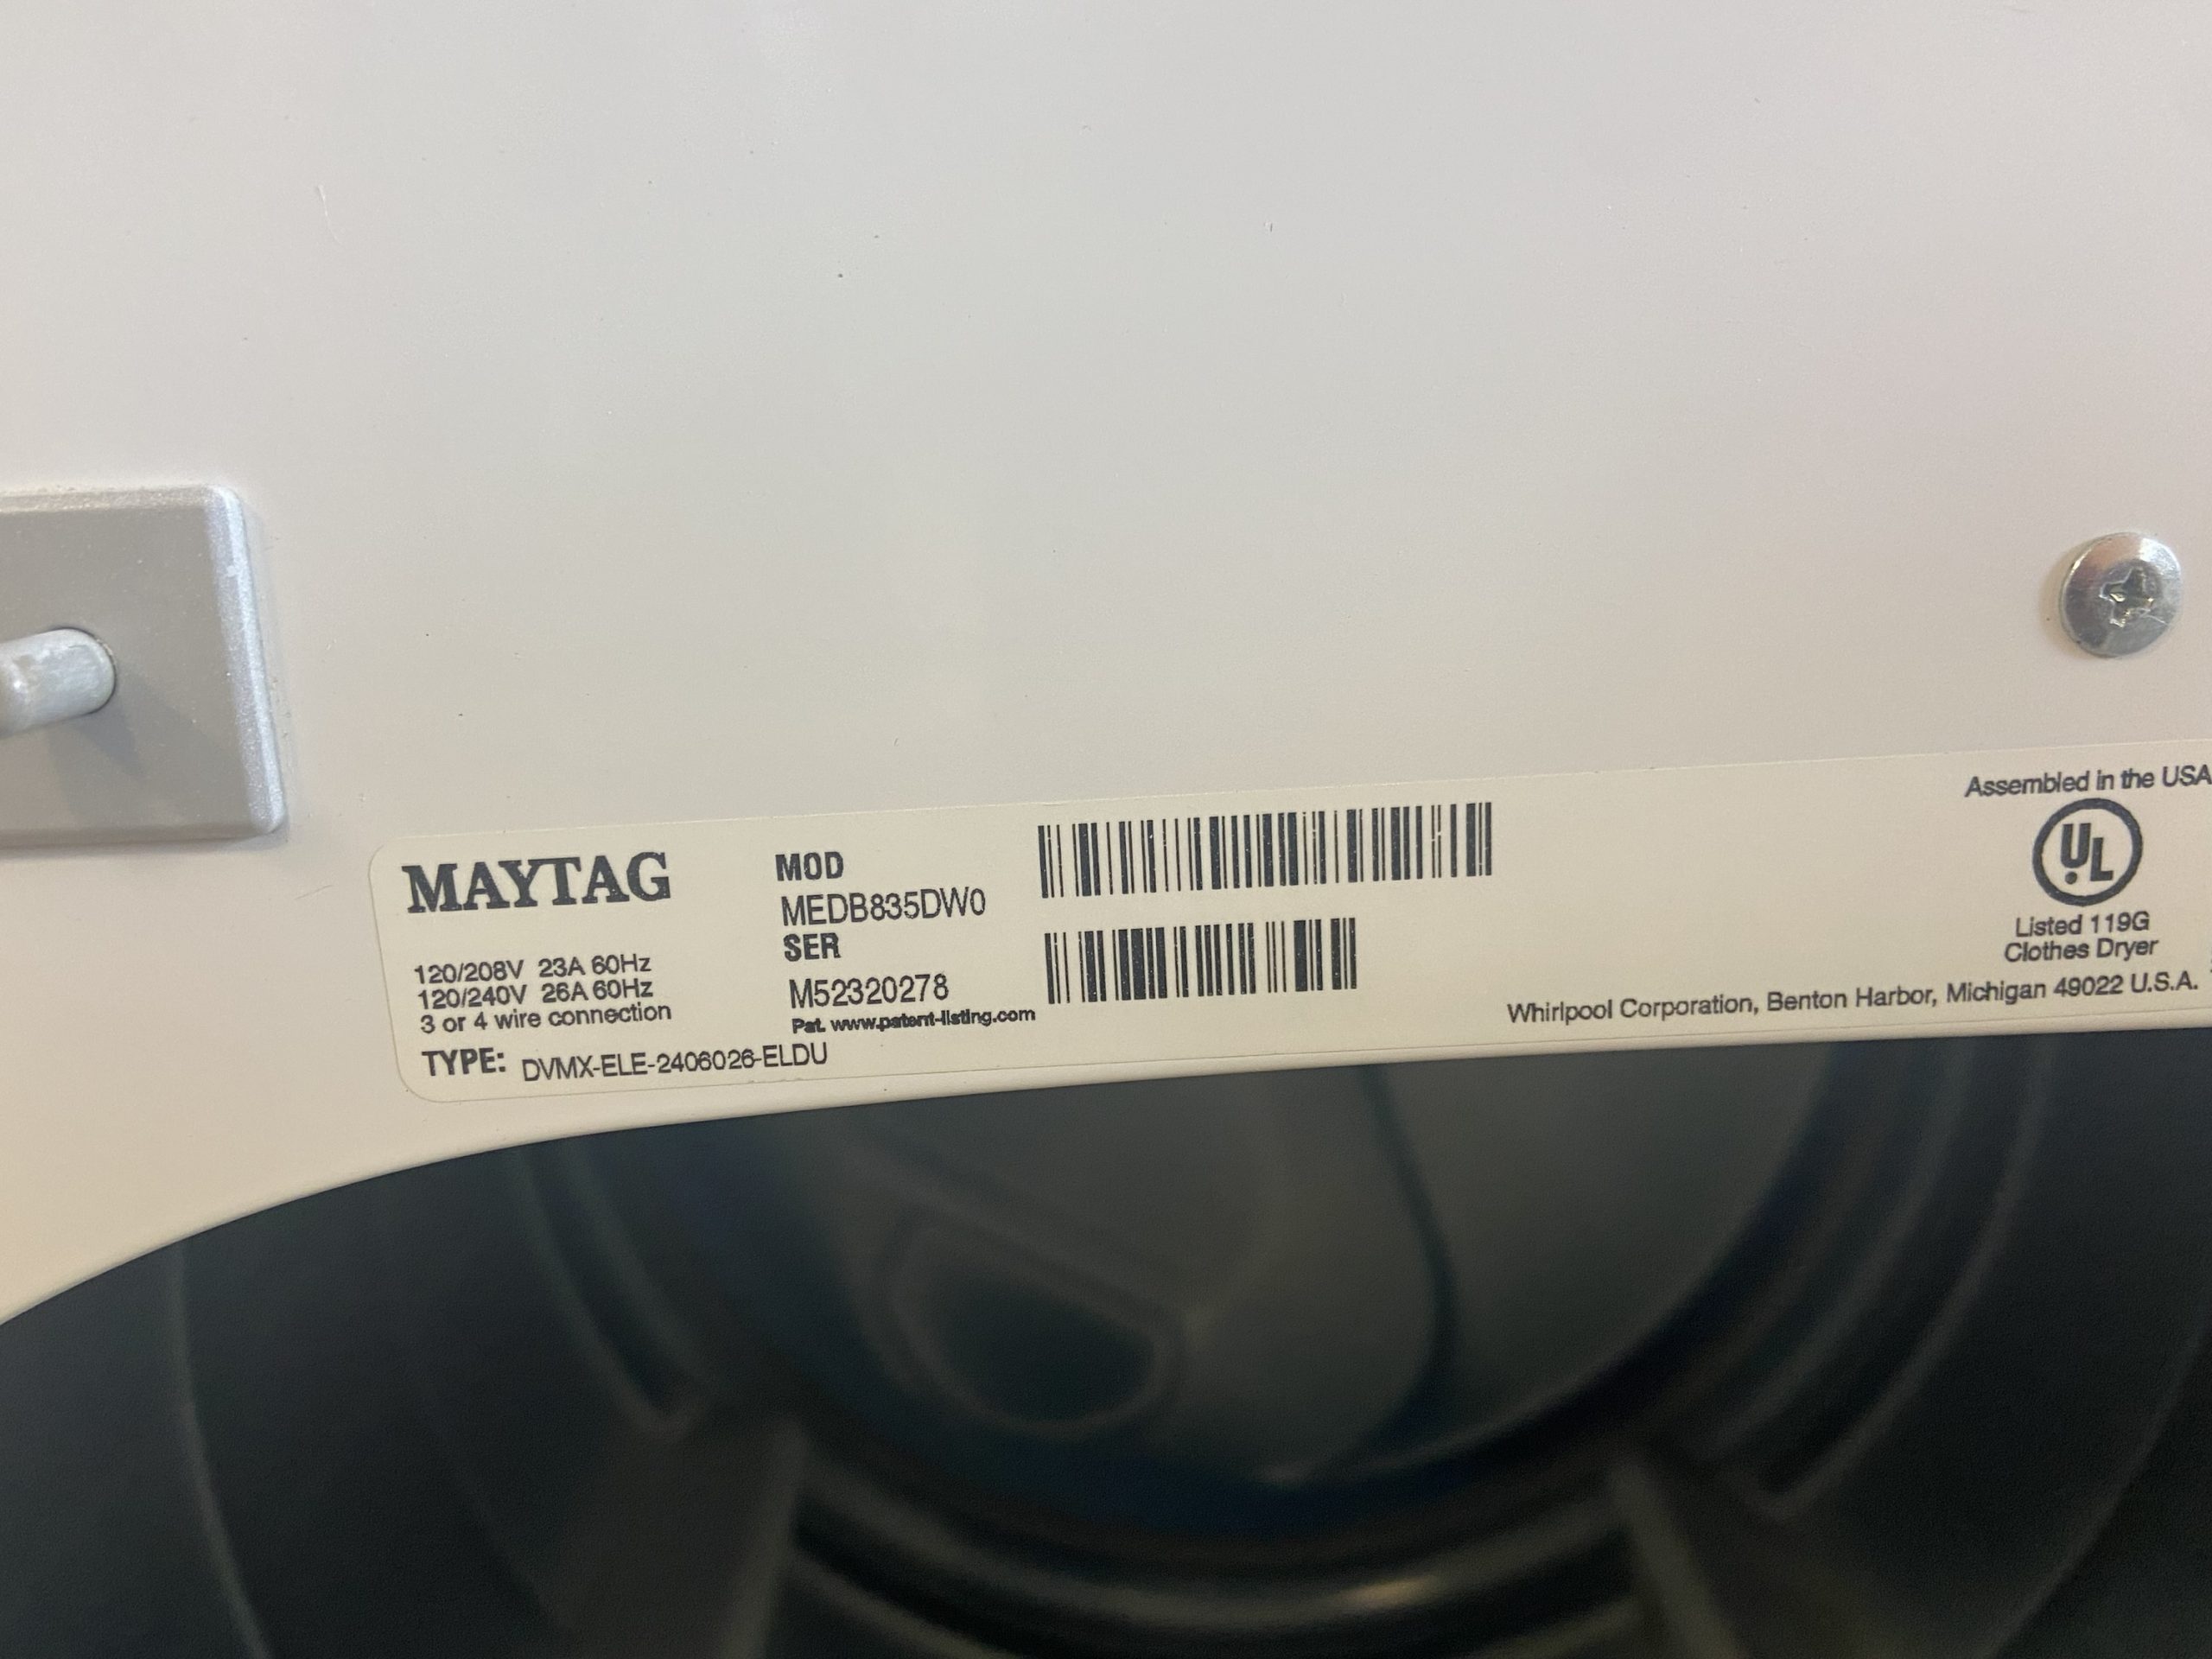 MAYTAG
120/208V 23A 60Hz
120/240V 26A 60Hz
3 or 4 wire connection
TYPE: DVMX-ELE-2406026-ELDU
MOD
MEDB835DW0
SER
M52320278
Pat. www.patent-listing.com
Assembled in the USA
UL
Listed 119G
Clothes Dryer
Whirlpool Corporation, Benton Harbor, Michigan 49022 U.S.A.